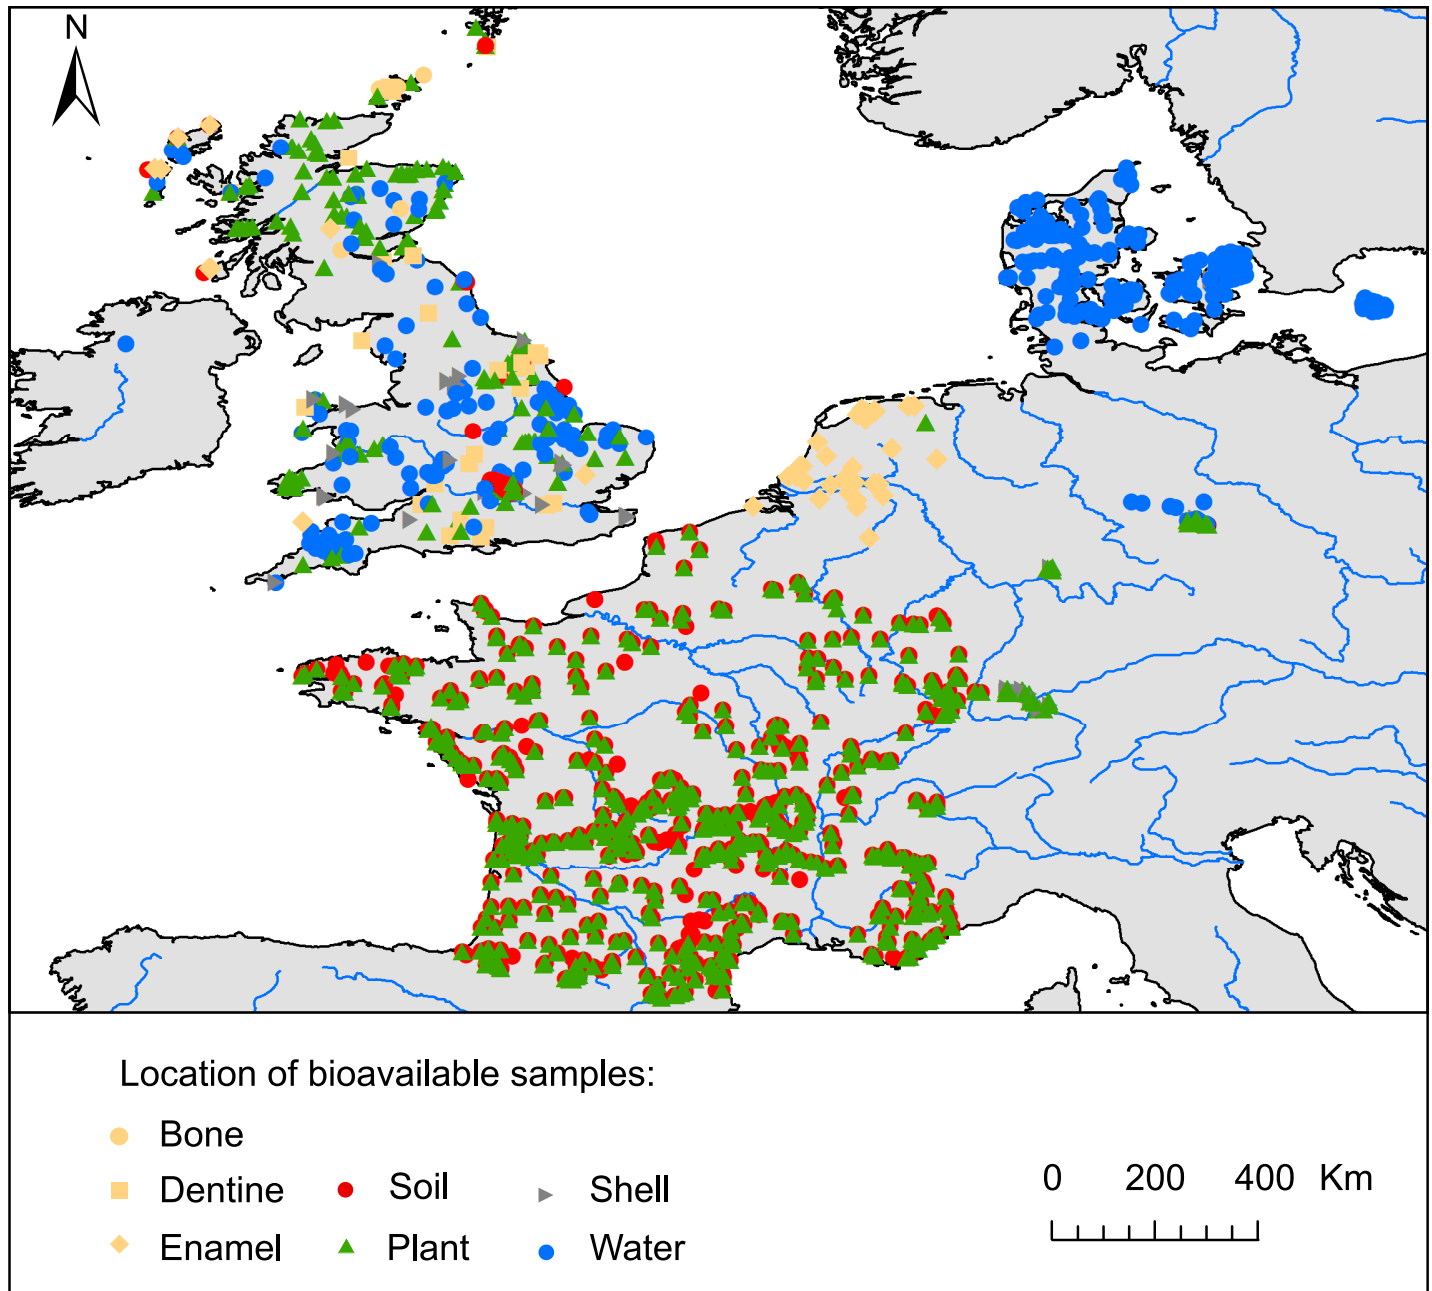 N
Location of bioavailable samples:
Bone
Dentine
Soil
Shell
Enamel
Plant
Water
0 200 400 Km